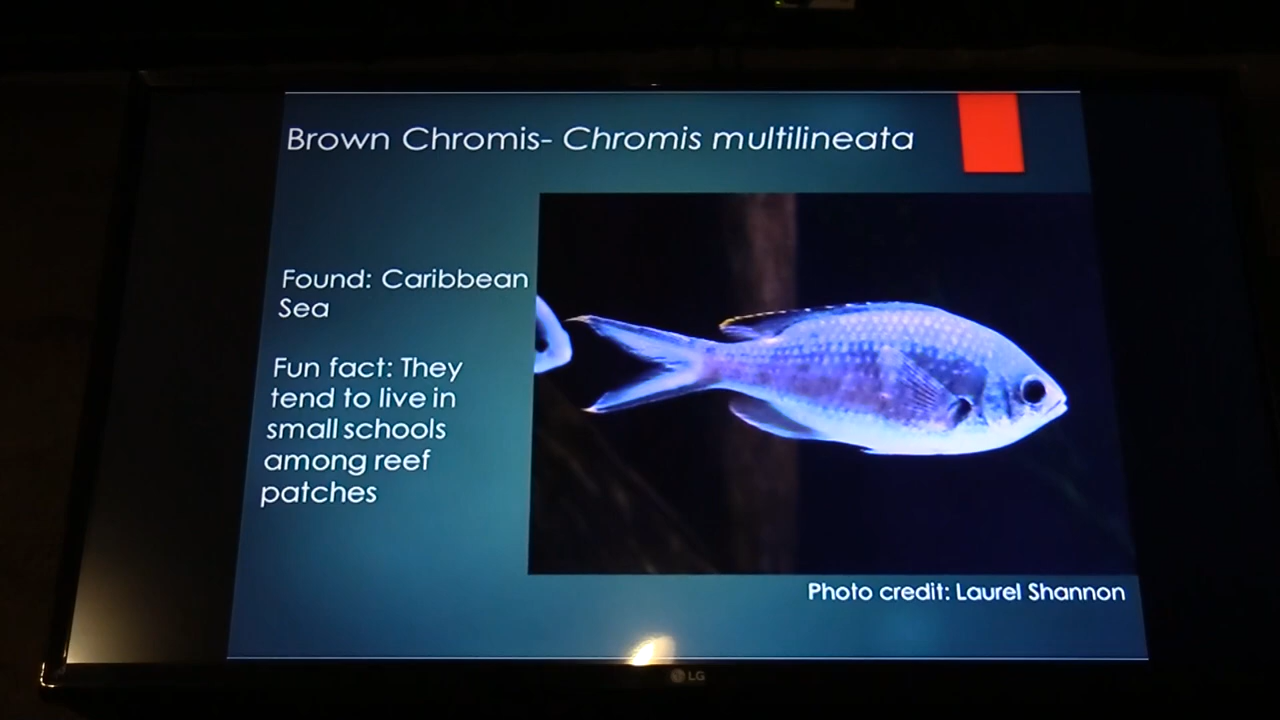 Brown Chromis- Chromis multilineata
Found: Caribbean
Sea
Fun fact: They
tend to live in
small schools
among reef
patches
Photo credit: Laurel Shannon
LG